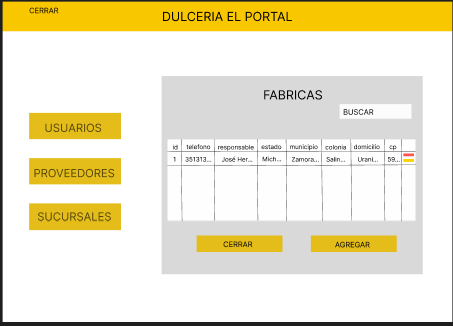 CERRAR
DULCERIA EL PORTAL
USUARIOS
PROVEEDORES
SUCURSALES
FABRICAS
BUSCAR
id telefono responsable estado municipio colonia domicilio cp
1 351313... José Her... Mich... Zamora... Salin... Urani... 59...
CERRAR AGREGAR